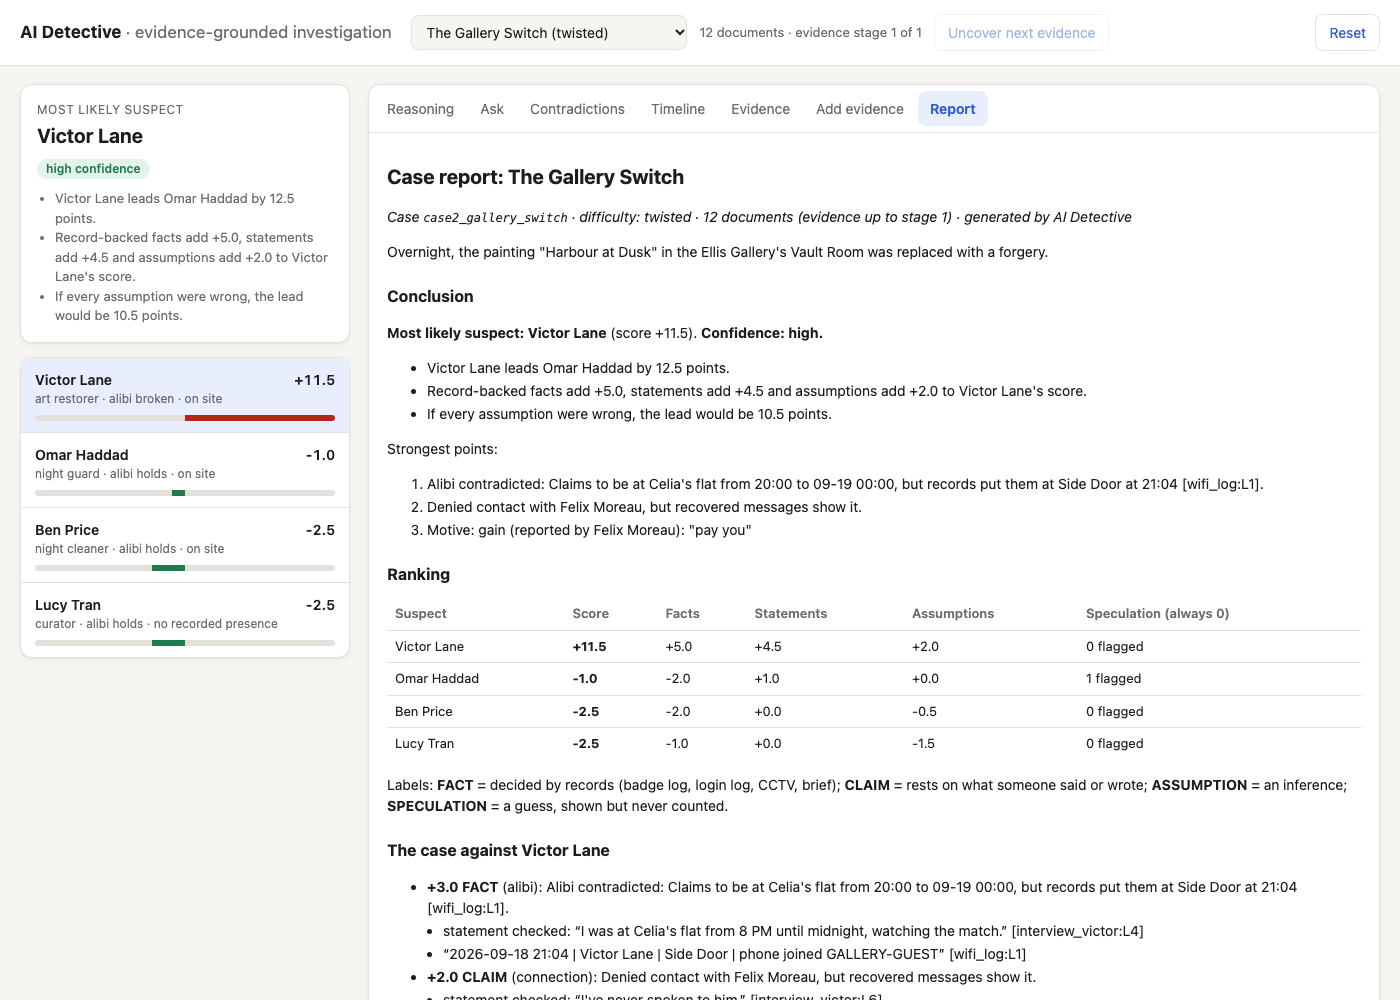 AI Detective · evidence-grounded investigation
The Gallery Switch (twisted)
12 documents · evidence stage 1 of 1
Uncover next evidence
Reset
MOST LIKELY SUSPECT
Victor Lane
high confidence
• Victor Lane leads Omar Haddad by 12.5
points.
• Record-backed facts add +5.0, statements
add +4.5 and assumptions add +2.0 to Victor
Lane's score.
• If every assumption were wrong, the lead
would be 10.5 points.
Victor Lane +11.5
art restorer · alibi broken · on site
Omar Haddad -1.0
night guard · alibi holds · on site
Ben Price -2.5
night cleaner · alibi holds · on site
Lucy Tran -2.5
curator · alibi holds · no recorded presence
Reasoning Ask Contradictions Timeline Evidence Add evidence Report
Case report: The Gallery Switch
Case case2_gallery_switch · difficulty: twisted · 12 documents (evidence up to stage 1) · generated by AI Detective
Overnight, the painting "Harbour at Dusk" in the Ellis Gallery's Vault Room was replaced with a forgery.
Conclusion
Most likely suspect: Victor Lane (score +11.5). Confidence: high.
• Victor Lane leads Omar Haddad by 12.5 points.
• Record-backed facts add +5.0, statements add +4.5 and assumptions add +2.0 to Victor Lane's score.
• If every assumption were wrong, the lead would be 10.5 points.
Strongest points:
1. Alibi contradicted: Claims to be at Celia's flat from 20:00 to 09-19 00:00, but records put them at Side Door at 21:04 [wifi_log:L1].
2. Denied contact with Felix Moreau, but recovered messages show it.
3. Motive: gain (reported by Felix Moreau): "pay you"
Ranking
Suspect Score Facts Statements Assumptions Speculation (always 0)
Victor Lane +11.5 +5.0 +4.5 +2.0 0 flagged
Omar Haddad -1.0 -2.0 +1.0 +0.0 1 flagged
Ben Price -2.5 -2.0 +0.0 -0.5 0 flagged
Lucy Tran -2.5 -1.0 +0.0 -1.5 0 flagged
Labels: FACT = decided by records (badge log, login log, CCTV, brief); CLAIM = rests on what someone said or wrote; ASSUMPTION = an inference;
SPECULATION = a guess, shown but never counted.
The case against Victor Lane
• +3.0 FACT (alibi): Alibi contradicted: Claims to be at Celia's flat from 20:00 to 09-19 00:00, but records put them at Side Door at 21:04
[wifi_log:L1].
• statement checked: “I was at Celia's flat from 8 PM until midnight, watching the match.” [interview_victor:L4]
• “2026-09-18 21:04 | Victor Lane | Side Door | phone joined GALLERY-GUEST” [wifi_log:L1]
• +2.0 CLAIM (connection): Denied contact with Felix Moreau, but recovered messages show it.
• statement checked: “I've never spoken to him.” [interview_victor:L6]